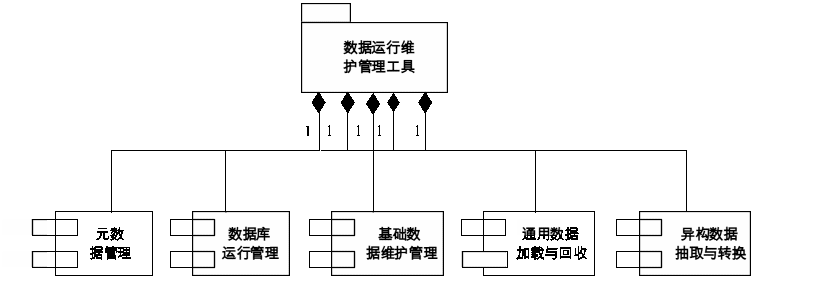 数据运行维
护管理工具
1 1 1 1 1
元数
据管理
数据库
运行管理
基础数
据维护管理
通用数据
加载与回收
异构数据
抽取与转换